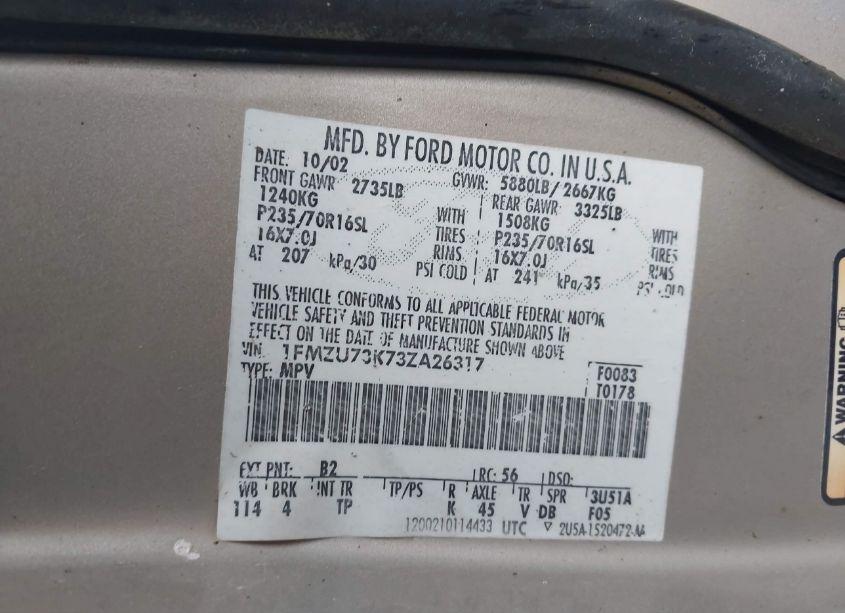 MFD. BY FORD MOTOR CO. IN U.S.A.
DATE: 10/02 GVWR: 5880LB/2667KG
FRONT GAWR: 2735LB REAR GAWR: 3325LB
1240KG WITH 1508KG WITH
P235/70R16SL TIRES P235/70R16SL TIRES
16X7.0J RIMS 16X7.0J RIMS
AT 207 kPa/30 PSI COLD AT 241 kPa/35 PSI COLD
THIS VEHICLE CONFORMS TO ALL APPLICABLE FEDERAL MOTOR
VEHICLE SAFETY AND THEFT PREVENTION STANDARDS IN
EFFECT ON THE DATE OF MANUFACTURE SHOWN ABOVE
VIN: 1FMZU73K73ZA26317 F0083
TYPE: MPV T0178
EXT PNT: B2 RC: 56 DSO:
WB BRK INT TR TP/PS R AXLE TR SPR 3U51A
114 4 TP K 45 V DB F05
1200210114433 UTC ▽ 2U5A-1520472-AA
WARNING